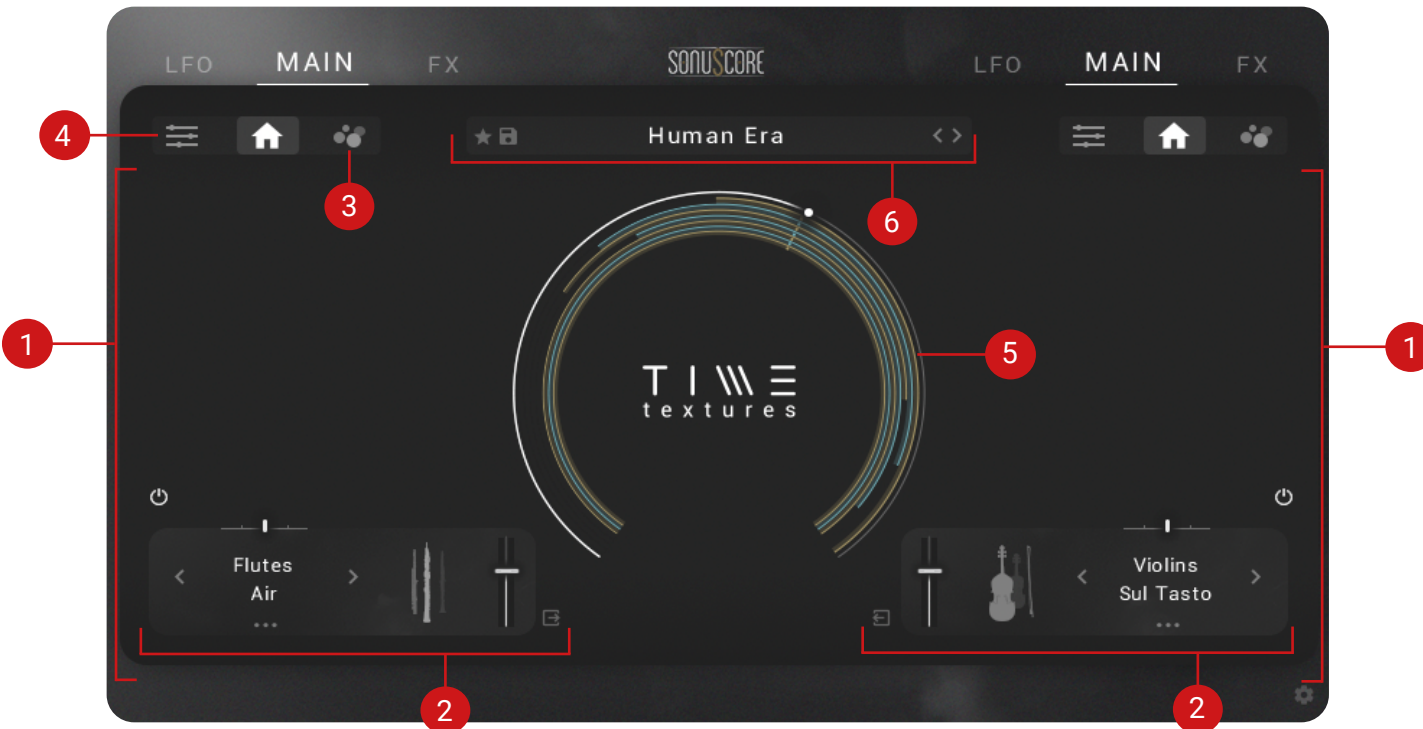 LFO MAIN FX SONUSCORE LFO MAIN FX
4
Human Era
3
6
1
1
5
TIME
textures
Flutes
Air
Violins
Sul Tasto
2
2